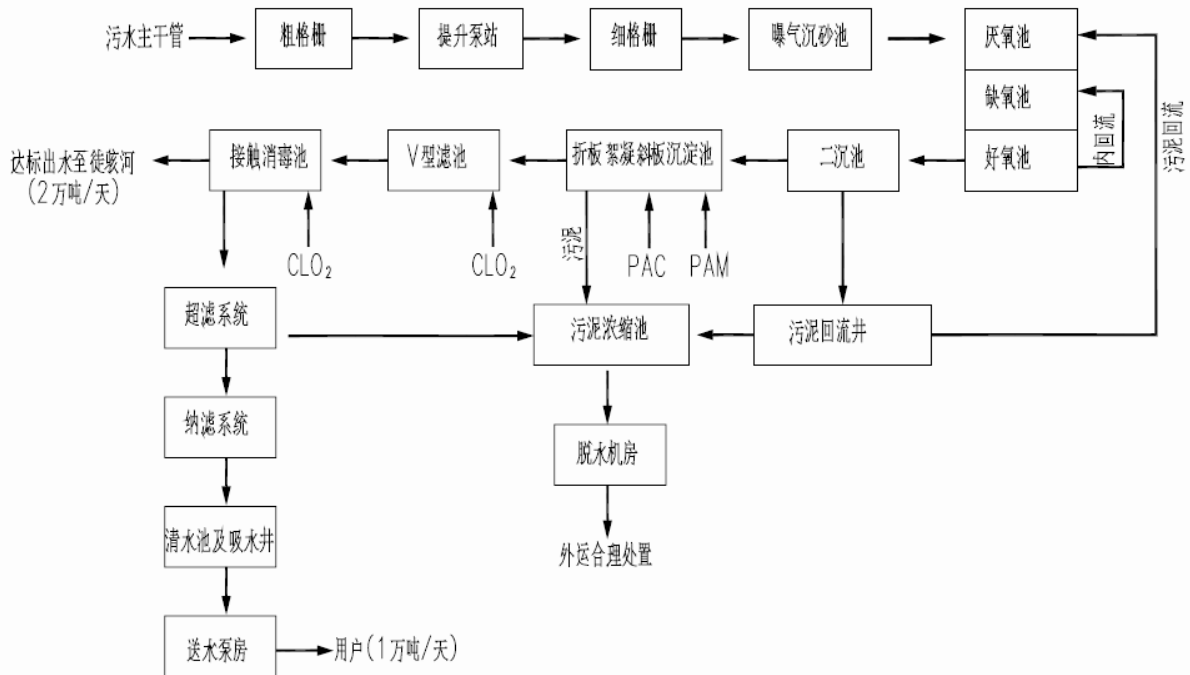 污水主干管
粗格栅
提升泵站
细格栅
曝气沉砂池
厌氧池
缺氧池
好氧池
内回流
污泥回流
二沉池
折板絮凝斜板沉淀池
V型滤池
接触消毒池
达标出水至徒骇河
(2万吨/天)
CLO₂
CLO₂
污泥
PAC
PAM
超滤系统
污泥浓缩池
污泥回流井
纳滤系统
脱水机房
清水池及吸水井
外运合理处置
送水泵房
用户(1万吨/天)